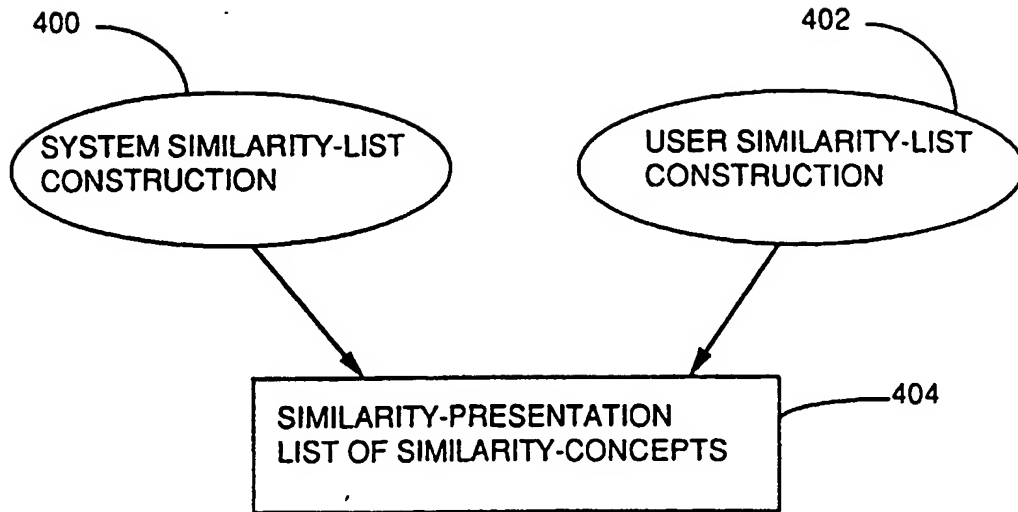 400
402
SYSTEM SIMILARITY-LIST
CONSTRUCTION
USER SIMILARITY-LIST
CONSTRUCTION
404
SIMILARITY-PRESENTATION
LIST OF SIMILARITY-CONCEPTS